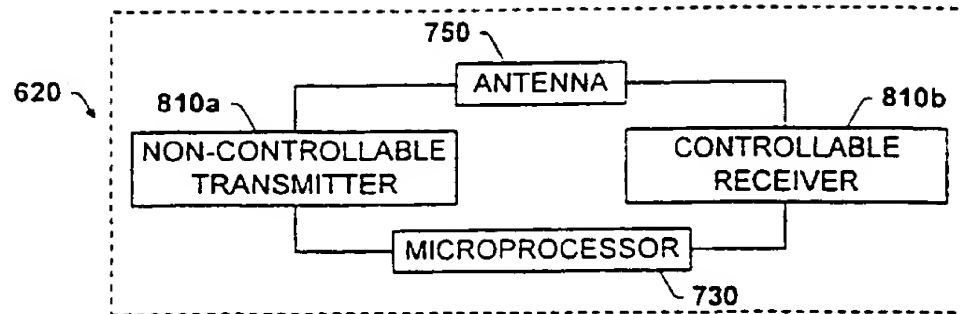 750
ANTENNA
620
810a
810b
NON-CONTROLLABLE
TRANSMITTER
CONTROLLABLE
RECEIVER
MICROPROCESSOR
730